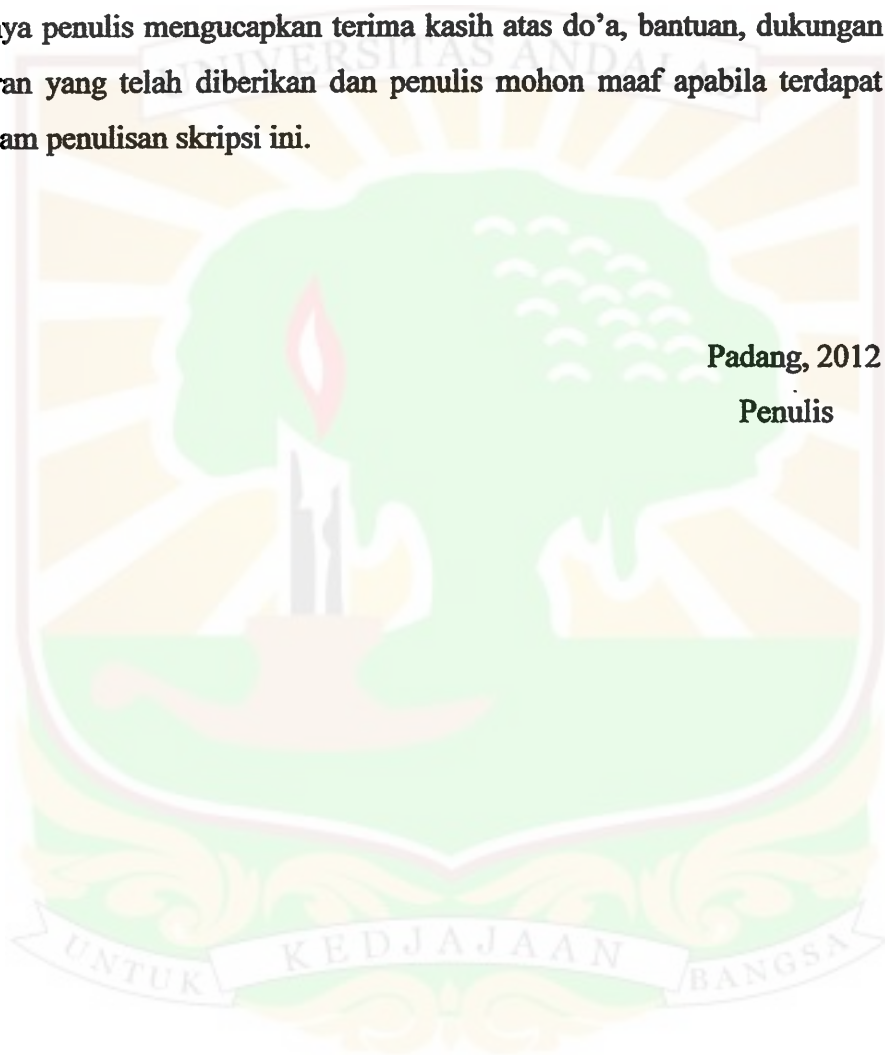 ya penulis mengucapkan terima kasih atas do’a, bantuan, dukungan
ran yang telah diberikan dan penulis mohon maaf apabila terdapat
am penulisan skripsi ini.
UNIVERSITAS ANDALAS
Padang, 2012
Penulis
UNTUK KEDJAJAAN BANGSA